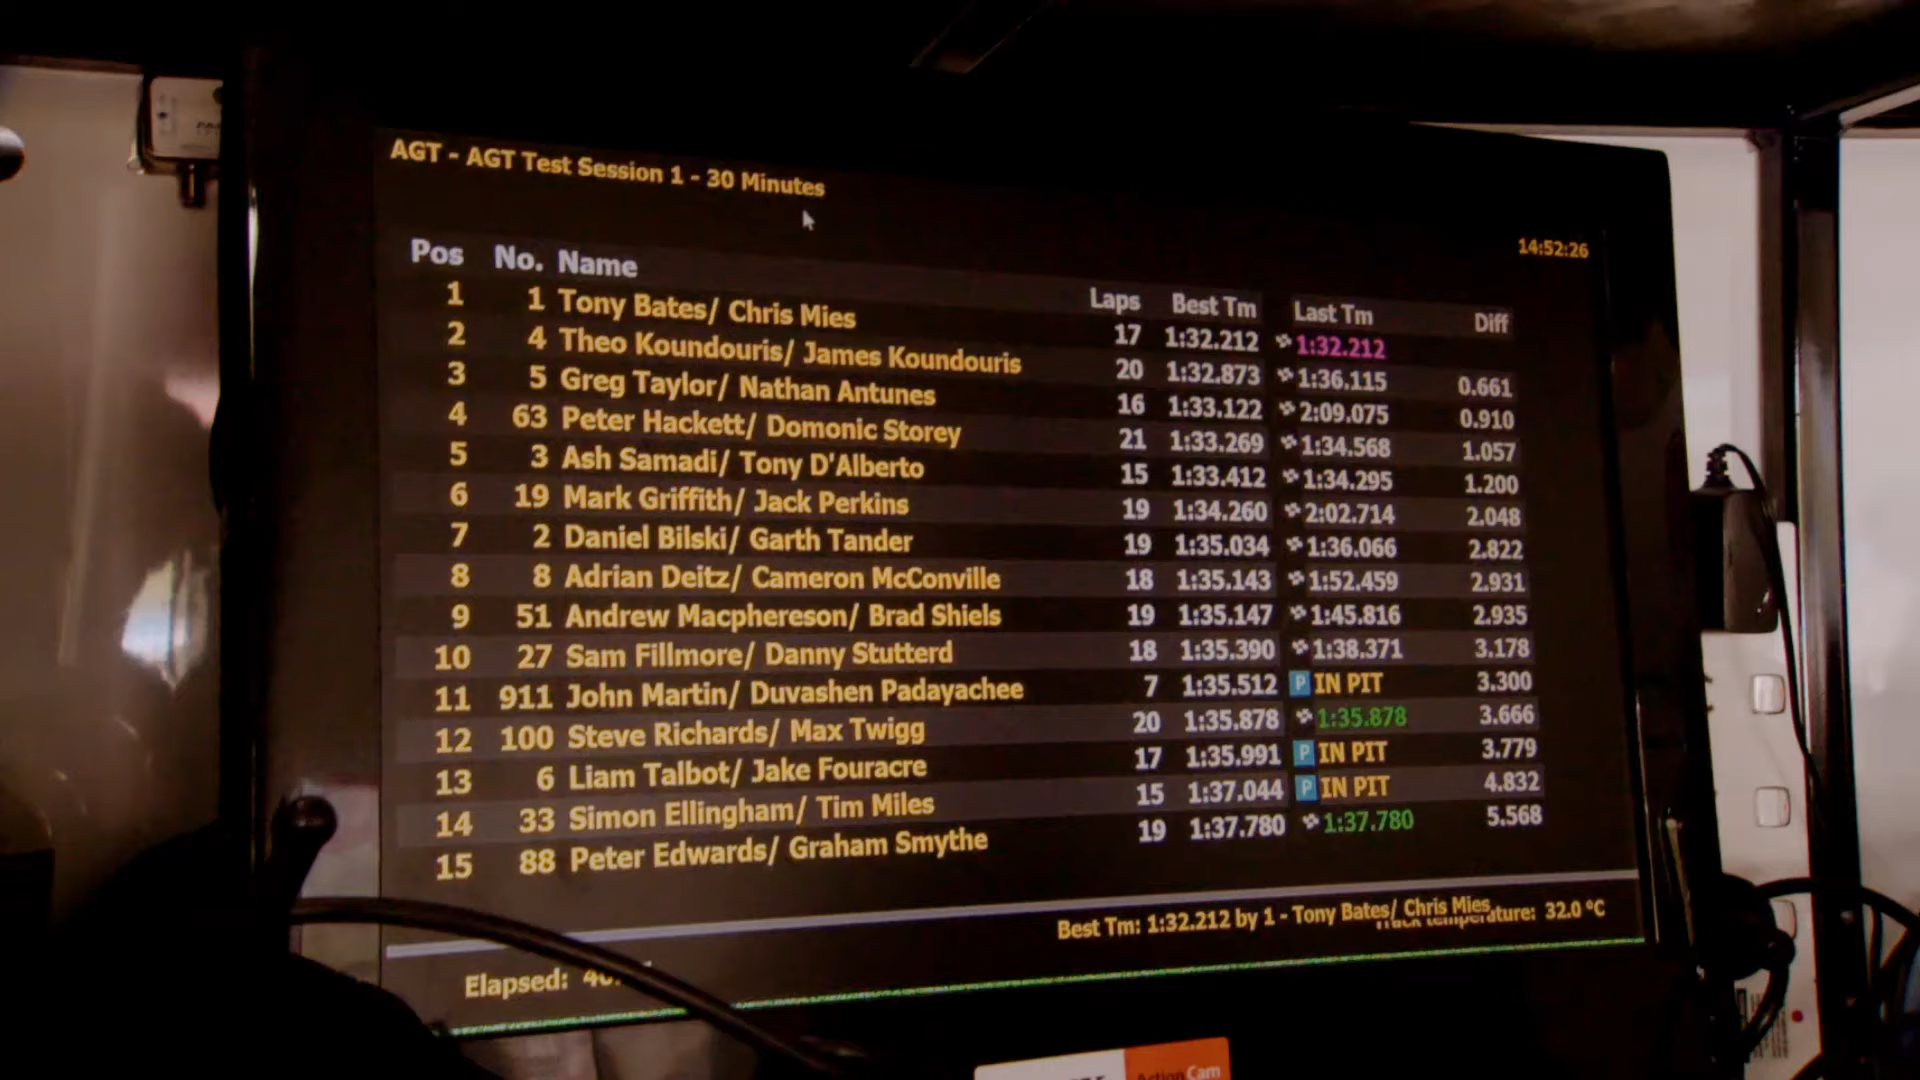 AGT - AGT Test Session 1 - 30 Minutes
14:52:26
Pos No. Name Laps Best Tm Last Tm Diff
1 1 Tony Bates/ Chris Mies 17 1:32.212 1:32.212
2 4 Theo Koundouris/ James Koundouris 20 1:32.873 1:36.115 0.661
3 5 Greg Taylor/ Nathan Antunes 16 1:33.122 2:09.075 0.910
4 63 Peter Hackett/ Domonic Storey 21 1:33.269 1:34.568 1.057
5 3 Ash Samadi/ Tony D'Alberto 15 1:33.412 1:34.295 1.200
6 19 Mark Griffith/ Jack Perkins 19 1:34.260 2:02.714 2.048
7 2 Daniel Bilski/ Garth Tander 19 1:35.034 1:36.066 2.822
8 8 Adrian Deitz/ Cameron McConville 18 1:35.143 1:52.459 2.931
9 51 Andrew Macphereson/ Brad Shiels 19 1:35.147 1:45.816 2.935
10 27 Sam Fillmore/ Danny Stutterd 18 1:35.390 1:38.371 3.178
11 911 John Martin/ Duvashen Padayachee 7 1:35.512 P IN PIT 3.300
12 100 Steve Richards/ Max Twigg 20 1:35.878 1:35.878 3.666
13 6 Liam Talbot/ Jake Fouracre 17 1:35.991 P IN PIT 3.779
14 33 Simon Ellingham/ Tim Miles 15 1:37.044 P IN PIT 4.832
15 88 Peter Edwards/ Graham Smythe 19 1:37.780 1:37.780 5.568
Best Tm: 1:32.212 by 1 - Tony Bates/ Chris Mies
Track temperature: 32.0 °C
Elapsed:
ActionCam